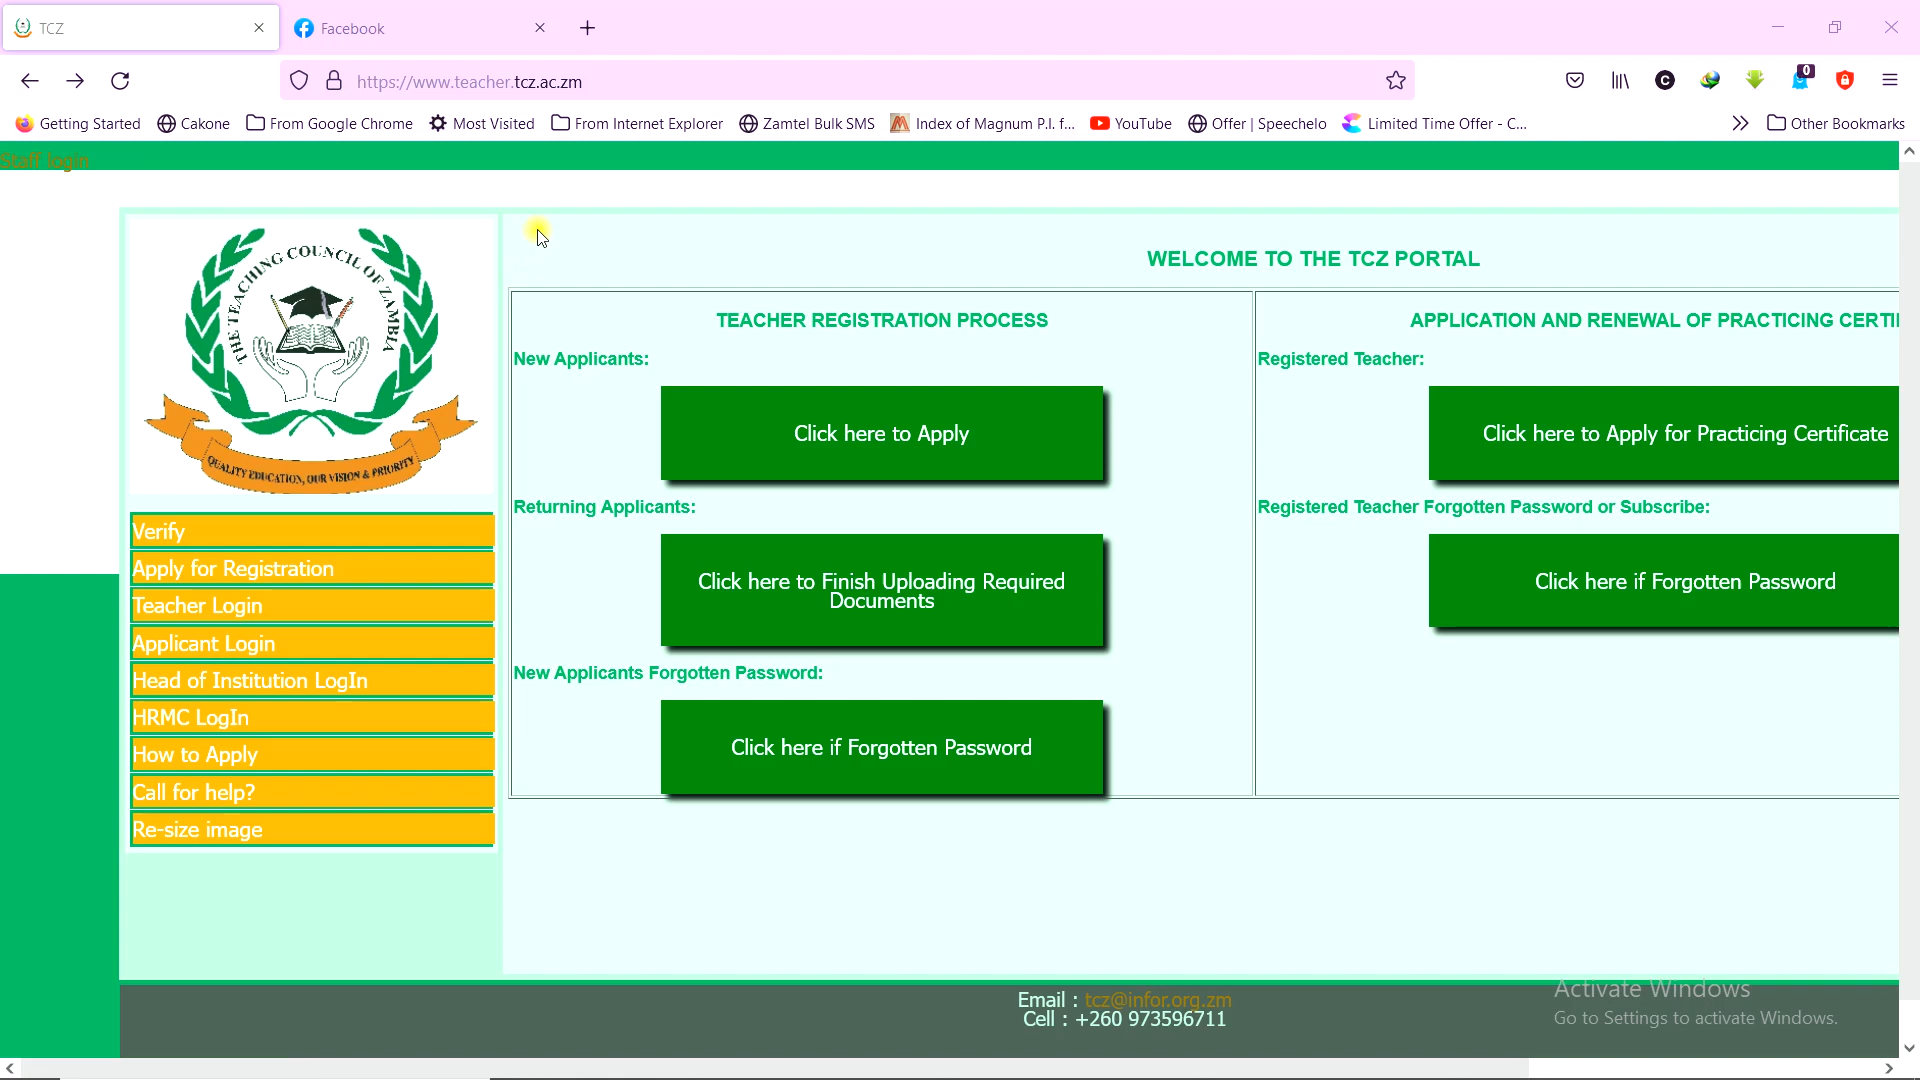 TCZ
Facebook
https://www.teacher.tcz.ac.zm
0
Getting Started
Cakone
From Google Chrome
Most Visited
From Internet Explorer
Zamtel Bulk SMS
Index of Magnum P.I. f...
YouTube
Offer | Speechelo
Limited Time Offer - C...
Other Bookmarks
Staff login
THE TEACHING COUNCIL OF ZAMBIA
QUALITY EDUCATION, OUR VISION & PRIORITY
Verify
Apply for Registration
Teacher Login
Applicant Login
Head of Institution LogIn
HRMC LogIn
How to Apply
Call for help?
Re-size image
WELCOME TO THE TCZ PORTAL
TEACHER REGISTRATION PROCESS
New Applicants:
Click here to Apply
Returning Applicants:
Click here to Finish Uploading Required
Documents
New Applicants Forgotten Password:
Click here if Forgotten Password
APPLICATION AND RENEWAL OF PRACTICING CERTI
Registered Teacher:
Click here to Apply for Practicing Certificate
Registered Teacher Forgotten Password or Subscribe:
Click here if Forgotten Password
Email : tcz@infor.org.zm
Cell : +260 973596711
Activate Windows
Go to Settings to activate Windows.